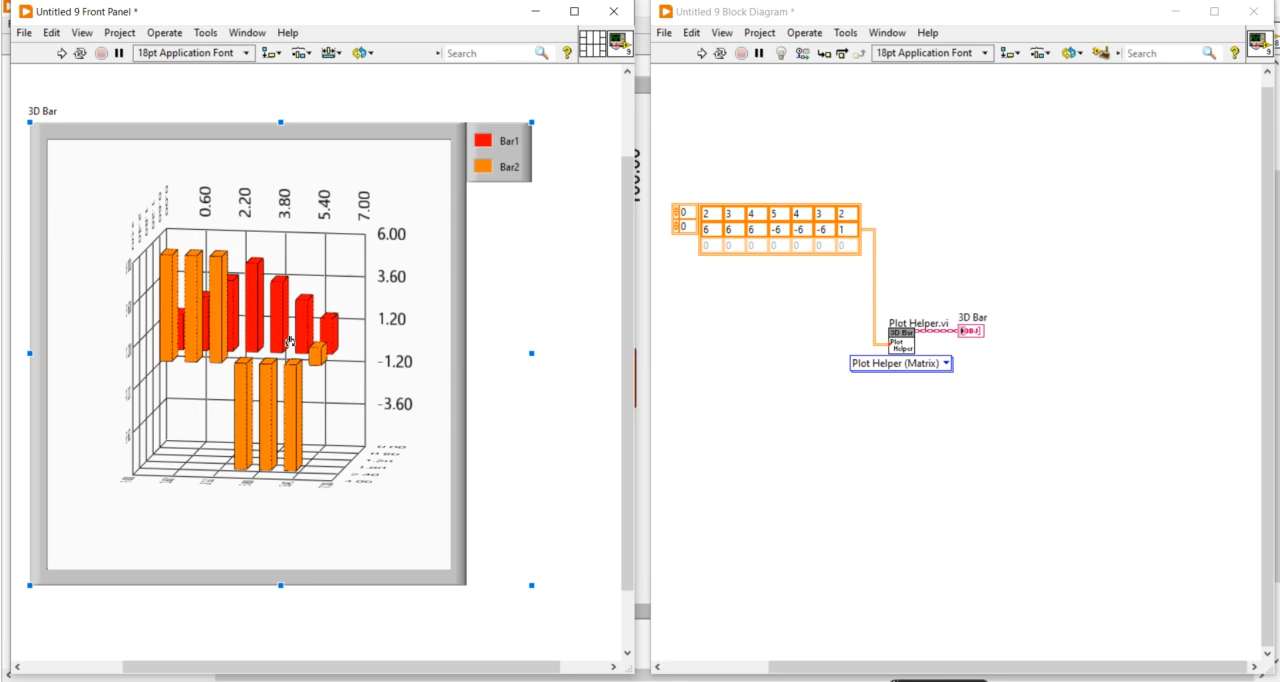 Untitled 9 Front Panel *
File Edit View Project Operate Tools Window Help
18pt Application Font
Search
9
3D Bar
Bar1
Bar2
0.60 2.20 3.80 5.40 7.00
6.00
3.60
1.20
-1.20
-3.60
Untitled 9 Block Diagram *
File Edit View Project Operate Tools Window Help
18pt Application Font
Search
9
0 2 3 4 5 4 3 2
0 6 6 6 -6 -6 -6 1
0 0 0 0 0 0 0
Plot Helper.vi
3D Bar
3D Bar
Plot
Helper
[OBJ]
Plot Helper (Matrix)